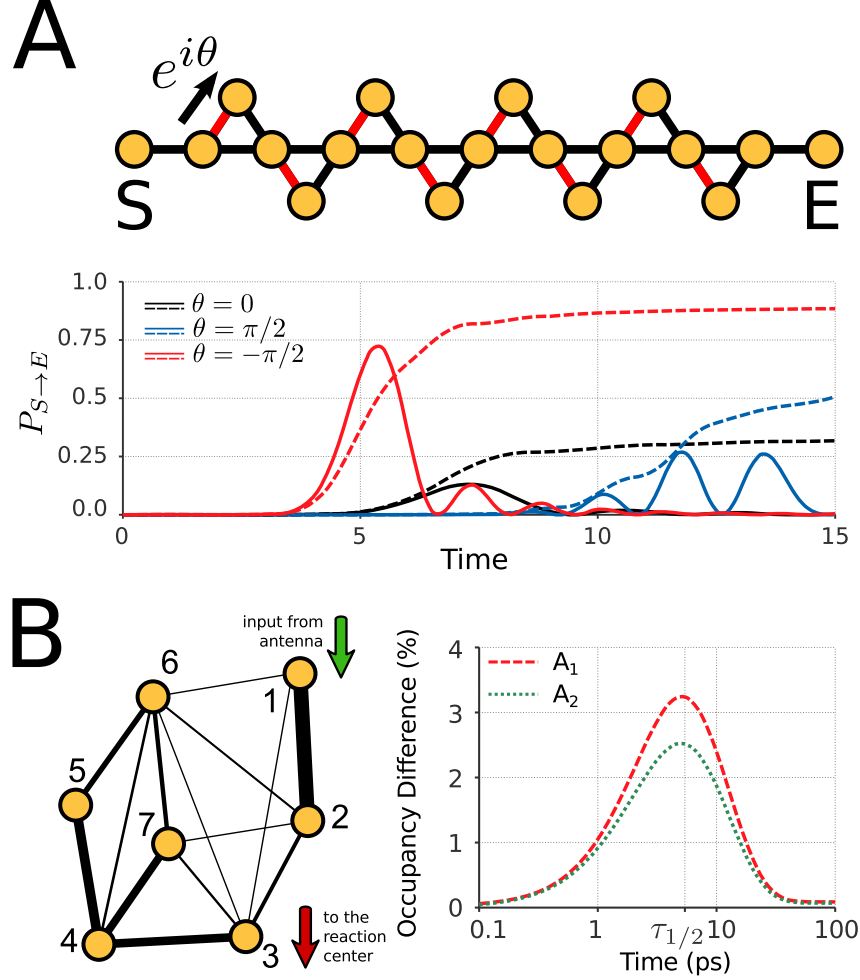 A
e^{iθ}
S
E
P_{S→E}
1.0
0.75
0.5
0.25
0.0
θ = 0
θ = π/2
θ = −π/2
0
5
10
15
Time
B
input from
antenna
6
1
5
7
2
4
3
to the
reaction
center
Occupancy Difference (%)
4
3
2
1
0
A₁
A₂
0.1
1
τ_{1/2}
10
100
Time (ps)